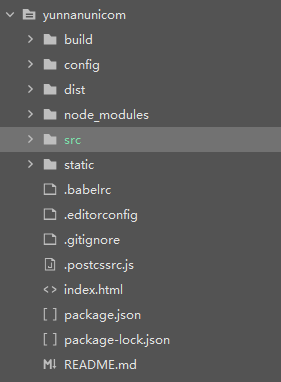 yunnanunicom
build
config
dist
node_modules
src
static
.babelrc
.editorconfig
.gitignore
.postcssrc.js
index.html
package.json
package-lock.json
README.md